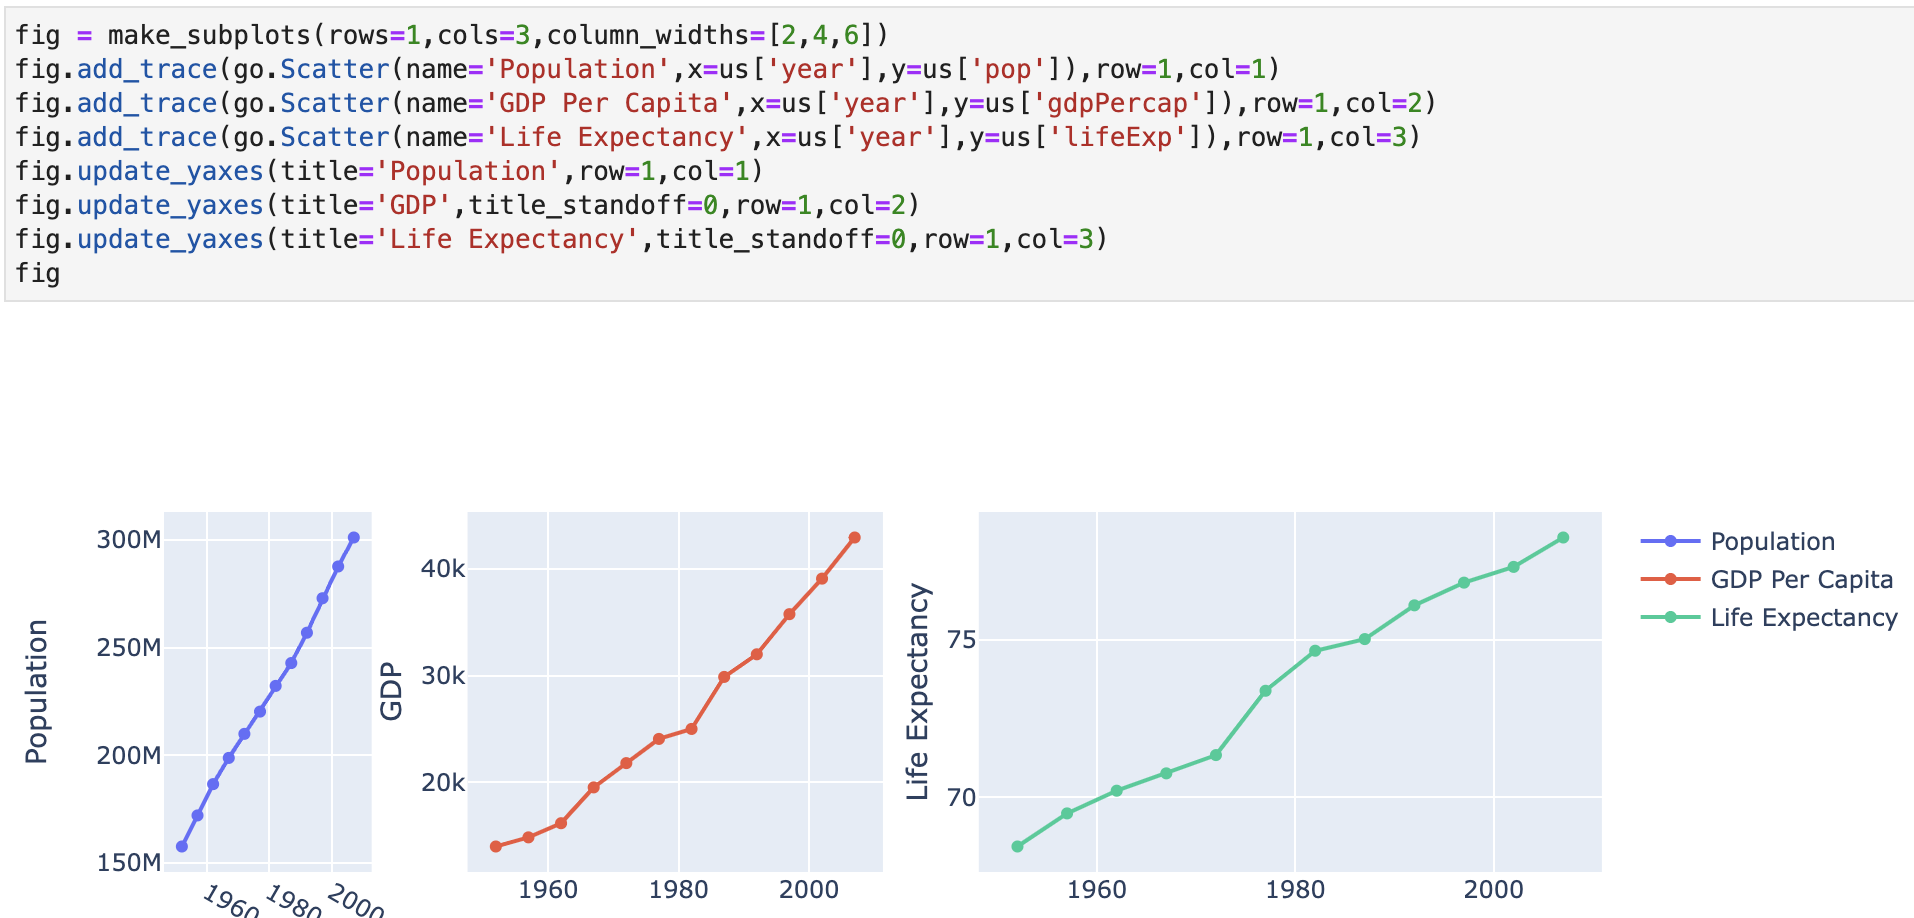 fig = make_subplots(rows=1,cols=3,column_widths=[2,4,6])
fig.add_trace(go.Scatter(name='Population',x=us['year'],y=us['pop']),row=1,col=1)
fig.add_trace(go.Scatter(name='GDP Per Capita',x=us['year'],y=us['gdpPercap']),row=1,col=2)
fig.add_trace(go.Scatter(name='Life Expectancy',x=us['year'],y=us['lifeExp']),row=1,col=3)
fig.update_yaxes(title='Population',row=1,col=1)
fig.update_yaxes(title='GDP',title_standoff=0,row=1,col=2)
fig.update_yaxes(title='Life Expectancy',title_standoff=0,row=1,col=3)
fig
Population
300M
250M
200M
150M
1960 1980 2000
GDP
40k
30k
20k
1960 1980 2000
Life Expectancy
75
70
1960 1980 2000
Population
GDP Per Capita
Life Expectancy